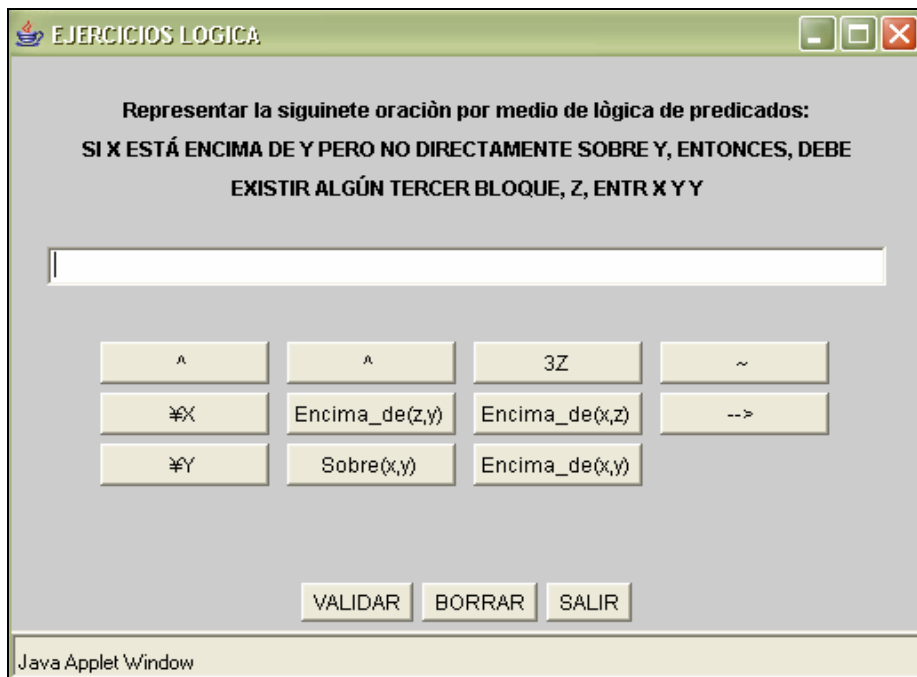 EJERCICIOS LOGICA
Representar la siguinete oraciòn por medio de lògica de predicados:
SI X ESTÁ ENCIMA DE Y PERO NO DIRECTAMENTE SOBRE Y, ENTONCES, DEBE
EXISTIR ALGÚN TERCER BLOQUE, Z, ENTR X Y Y
^ ^ 3Z ~
¥X Encima_de(z,y) Encima_de(x,z) -->
¥Y Sobre(x,y) Encima_de(x,y)
VALIDAR BORRAR SALIR
Java Applet Window